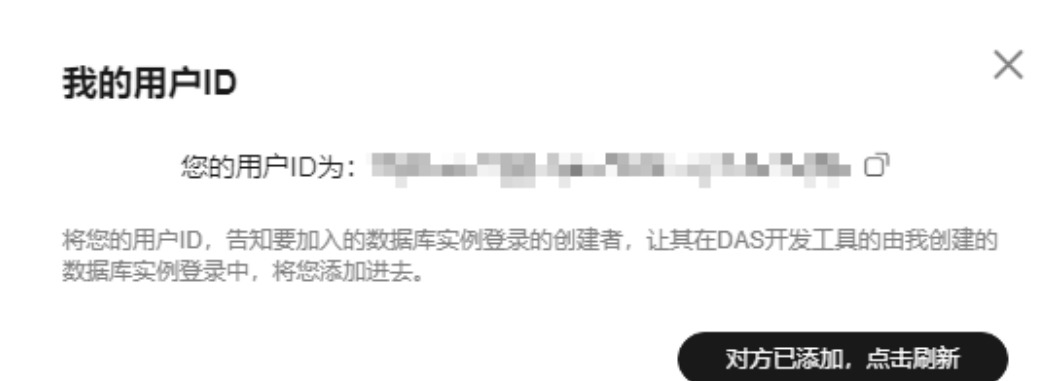 我的用户ID
您的用户ID为：
将您的用户ID，告知要加入的数据库实例登录的创建者，让其在DAS开发工具的由我创建的
数据库实例登录中，将您添加进去。
对方已添加，点击刷新